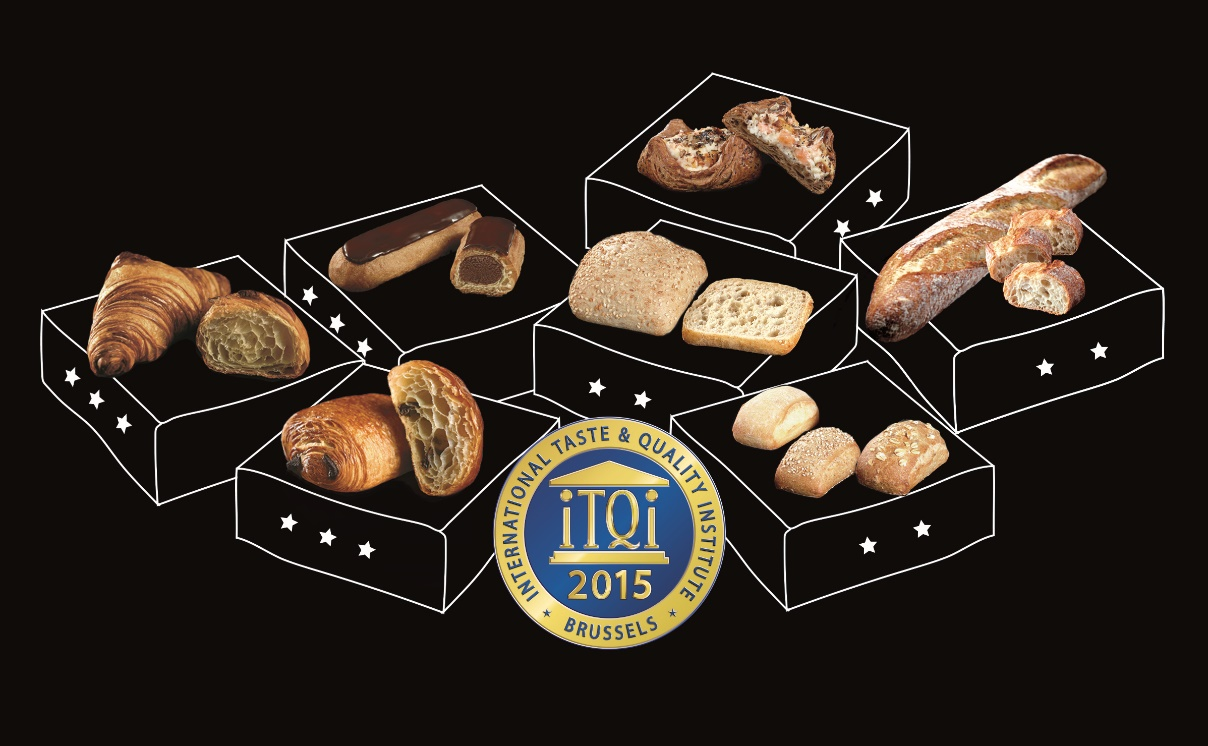 INTERNATIONAL TASTE & QUALITY INSTITUTE
iTQi
2015
BRUSSELS